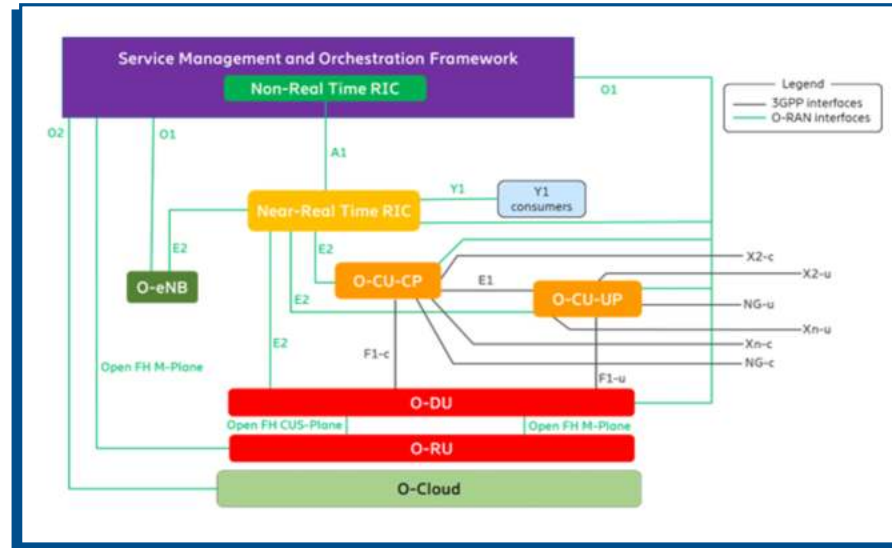 Service Management and Orchestration Framework
Non-Real Time RIC
Legend
3GPP interfaces
O-RAN interfaces
O1
O2
O1
A1
Y1
Y1
consumers
Near-Real Time RIC
E2
E2
O-eNB
O-CU-CP
E1
O-CU-UP
X2-c
X2-u
NG-u
Xn-u
Xn-c
NG-c
E2
E2
F1-c
F1-u
Open FH M-Plane
O-DU
Open FH CUS-Plane
Open FH M-Plane
O-RU
O-Cloud